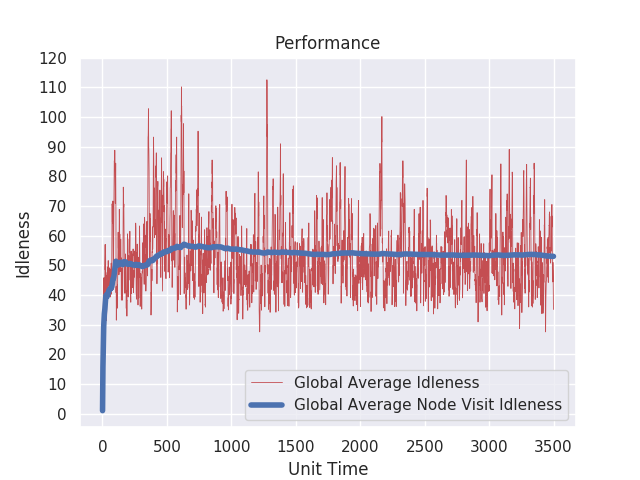 Performance
120
110
100
90
80
70
60
50
40
30
20
10
0
Idleness
Global Average Idleness
Global Average Node Visit Idleness
0 500 1000 1500 2000 2500 3000 3500
Unit Time